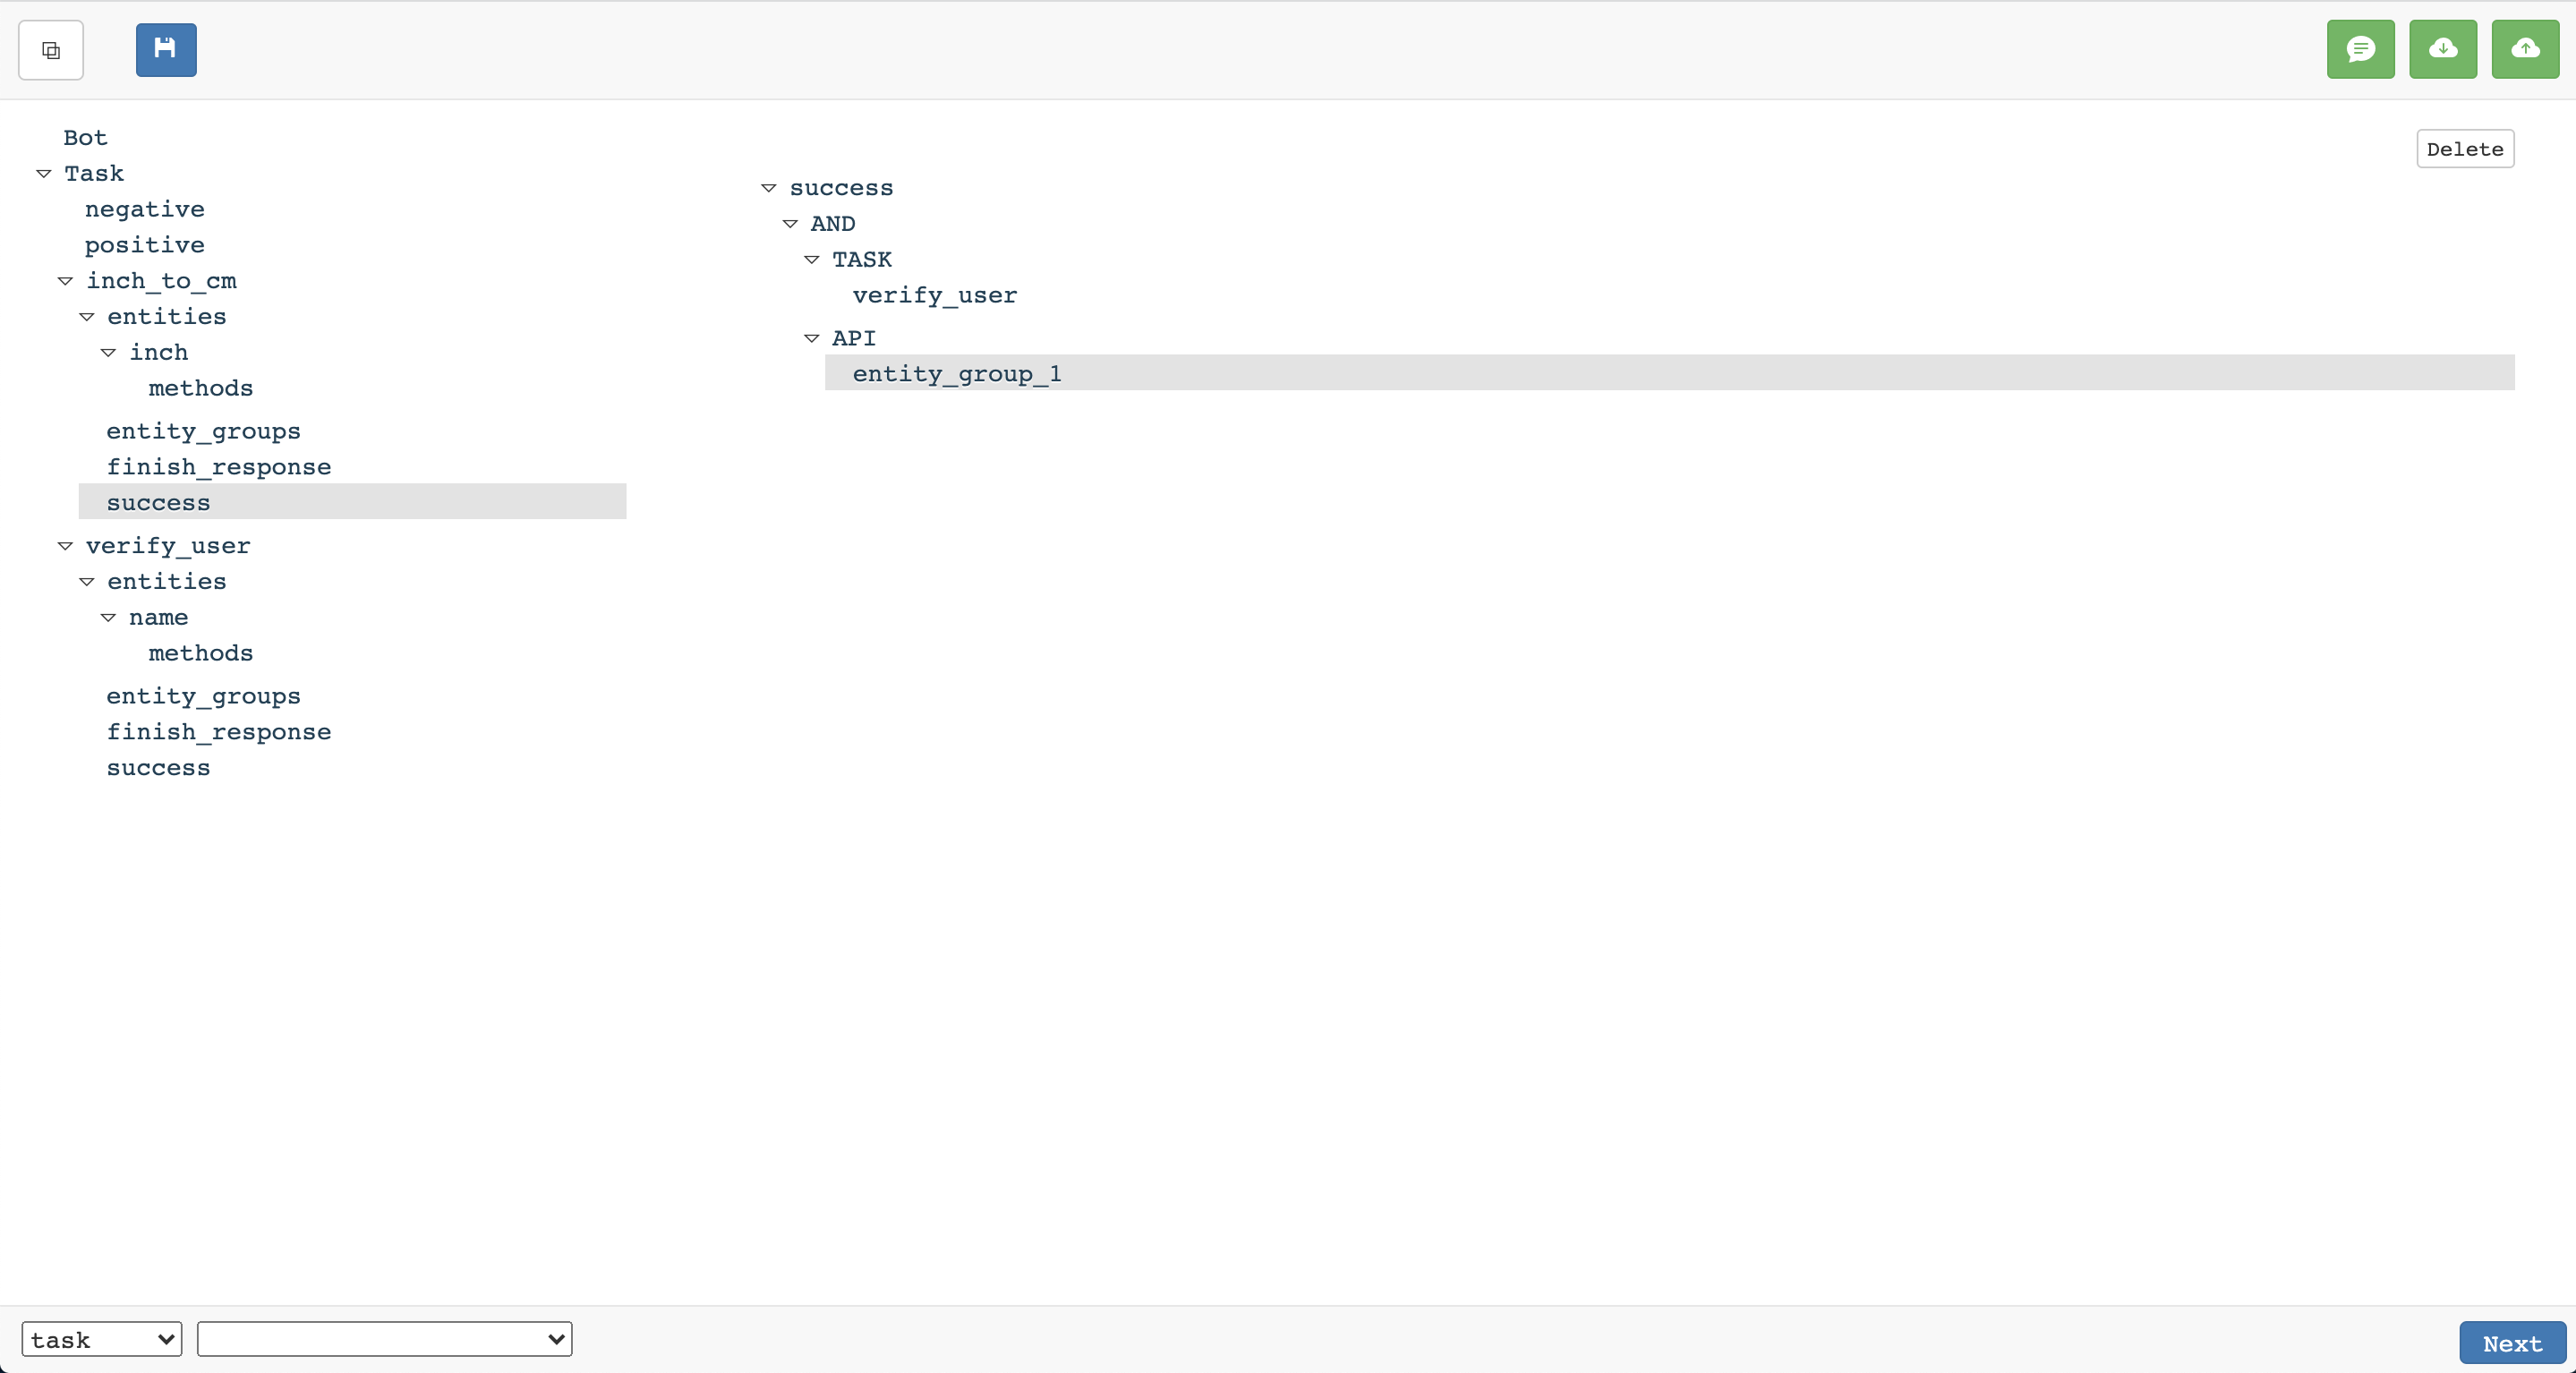 Bot
Task
negative
positive
inch_to_cm
entities
inch
methods
entity_groups
finish_response
success
verify_user
entities
name
methods
entity_groups
finish_response
success
Delete
success
AND
TASK
verify_user
API
entity_group_1
task
Next